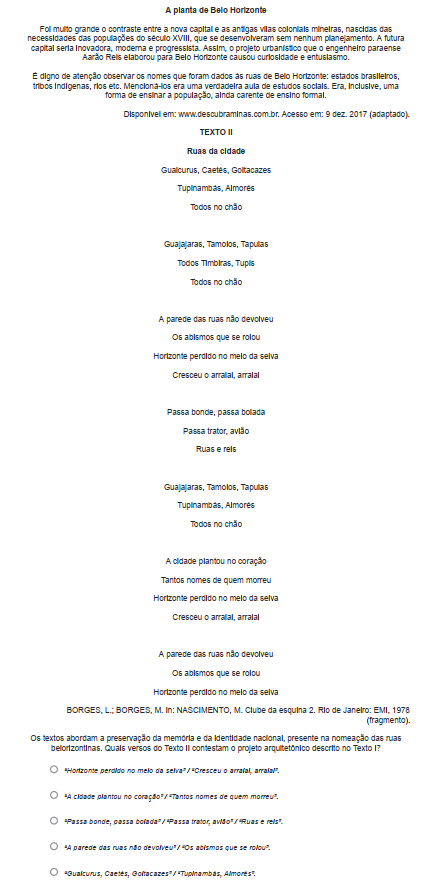 A planta de Belo Horizonte
Foi muito grande o contraste entre a nova capital e as antigas vilas coloniais mineiras, nascidas das
necessidades das populações do século XVIII, que se desenvolveram sem nenhum planejamento. A futura
capital seria inovadora, moderna e progressista. Assim, o projeto urbanístico que o engenheiro paraense
Aarão Reis elaborou para Belo Horizonte causou curiosidade e entusiasmo.
É digno de atenção observar os nomes que foram dados às ruas de Belo Horizonte: estados brasileiros,
tribos indígenas, rios etc. Mencioná-los era uma verdadeira aula de estudos sociais. Era, inclusive, uma
forma de ensinar a população, ainda carente de ensino formal.
Disponível em: www.descubraminas.com.br. Acesso em: 9 dez. 2017 (adaptado).
TEXTO II
Ruas da cidade
Guaicurus, Caetés, Goitacazes
Tupinambás, Aimorés
Todos no chão
Guajajaras, Tamoios, Tapuias
Todos Timbiras, Tupis
Todos no chão
A parede das ruas não devolveu
Os abismos que se rolou
Horizonte perdido no meio da selva
Cresceu o arraial, arraial
Passa bonde, passa boiada
Passa trator, avião
Ruas e reis
Guajajaras, Tamoios, Tapuias
Tupinambás, Aimorés
Todos no chão
A cidade plantou no coração
Tantos nomes de quem morreu
Horizonte perdido no meio da selva
Cresceu o arraial, arraial
A parede das ruas não devolveu
Os abismos que se rolou
Horizonte perdido no meio da selva
BORGES, L.; BORGES, M. In: NASCIMENTO, M. Clube da esquina 2. Rio de Janeiro: EMI, 1978
(fragmento).
Os textos abordam a preservação da memória e da identidade nacional, presente na nomeação das ruas
belorizontinas. Quais versos do Texto II contestam o projeto arquitetônico descrito no Texto I?
"Horizonte perdido no meio da selva" / "Cresceu o arraial, arraial".
"A cidade plantou no coração" / "Tantos nomes de quem morreu".
"Passa bonde, passa boiada" / "Passa trator, avião" / "Ruas e reis".
"A parede das ruas não devolveu" / "Os abismos que se rolou".
"Guaicurus, Caetés, Goitacazes" / "Tupinambás, Aimorés".